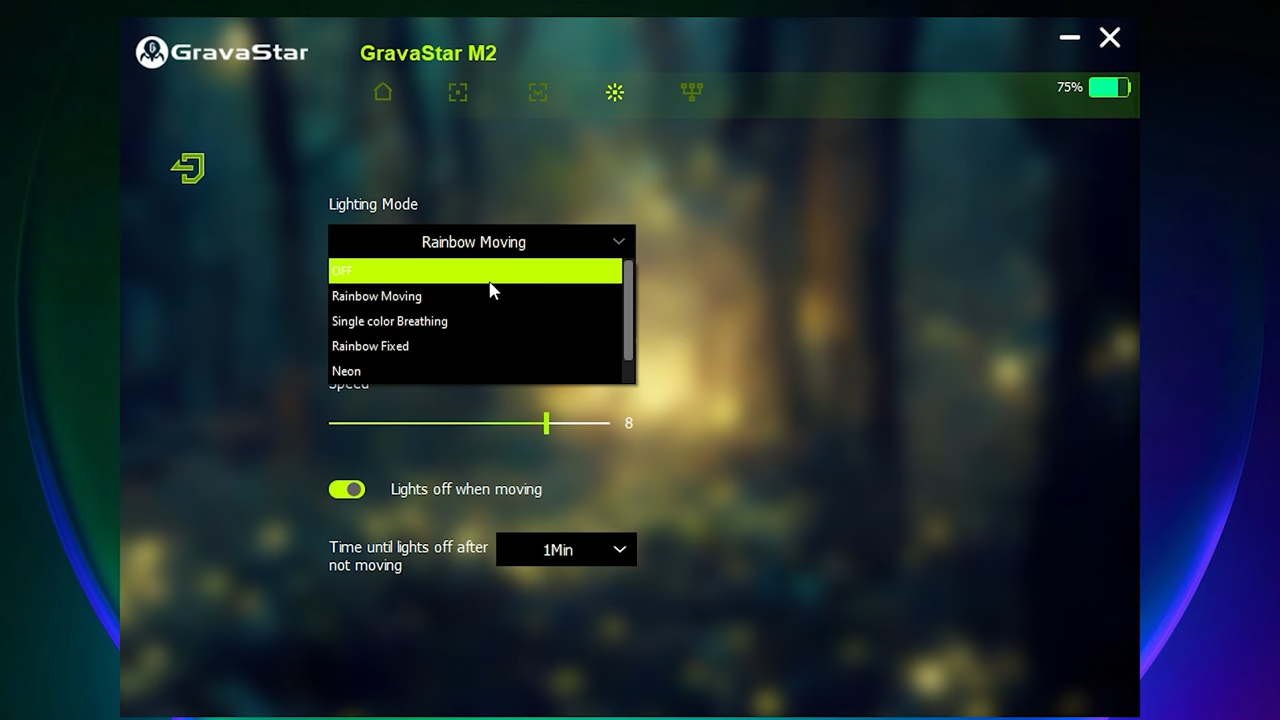 GravaStar
GravaStar M2
75%
Lighting Mode
Rainbow Moving
OFF
Rainbow Moving
Single color Breathing
Rainbow Fixed
Neon
Speed
8
Lights off when moving
Time until lights off after
not moving
1Min